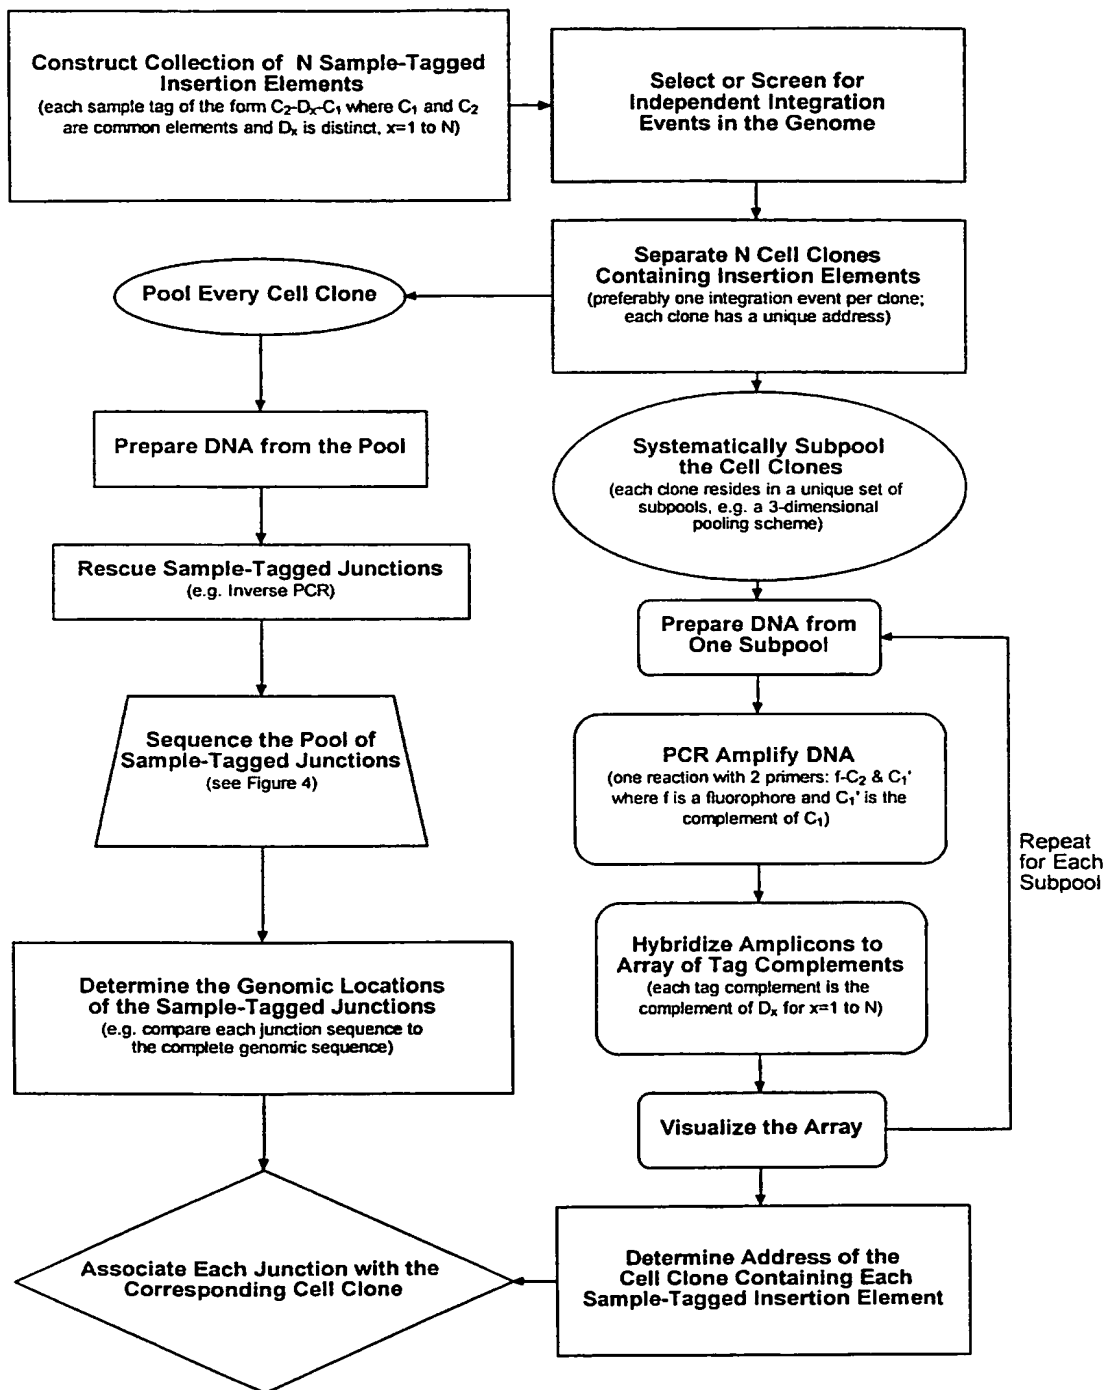 Construct Collection of N Sample-Tagged
Insertion Elements
(each sample tag of the form C₂-Dₓ-C₁ where C₁ and C₂
are common elements and Dₓ is distinct, x=1 to N)
Select or Screen for
Independent Integration
Events in the Genome
Separate N Cell Clones
Containing Insertion Elements
(preferably one integration event per clone;
each clone has a unique address)
Pool Every Cell Clone
Prepare DNA from the Pool
Rescue Sample-Tagged Junctions
(e.g. Inverse PCR)
Sequence the Pool of
Sample-Tagged Junctions
(see Figure 4)
Determine the Genomic Locations
of the Sample-Tagged Junctions
(e.g. compare each junction sequence to
the complete genomic sequence)
Systematically Subpool
the Cell Clones
(each clone resides in a unique set of
subpools, e.g. a 3-dimensional
pooling scheme)
Prepare DNA from
One Subpool
PCR Amplify DNA
(one reaction with 2 primers: f-C₂ & C₁'
where f is a fluorophore and C₁' is the
complement of C₁)
Repeat
for Each
Subpool
Hybridize Amplicons to
Array of Tag Complements
(each tag complement is the
complement of Dₓ for x=1 to N)
Visualize the Array
Determine Address of the
Cell Clone Containing Each
Sample-Tagged Insertion Element
Associate Each Junction with the
Corresponding Cell Clone